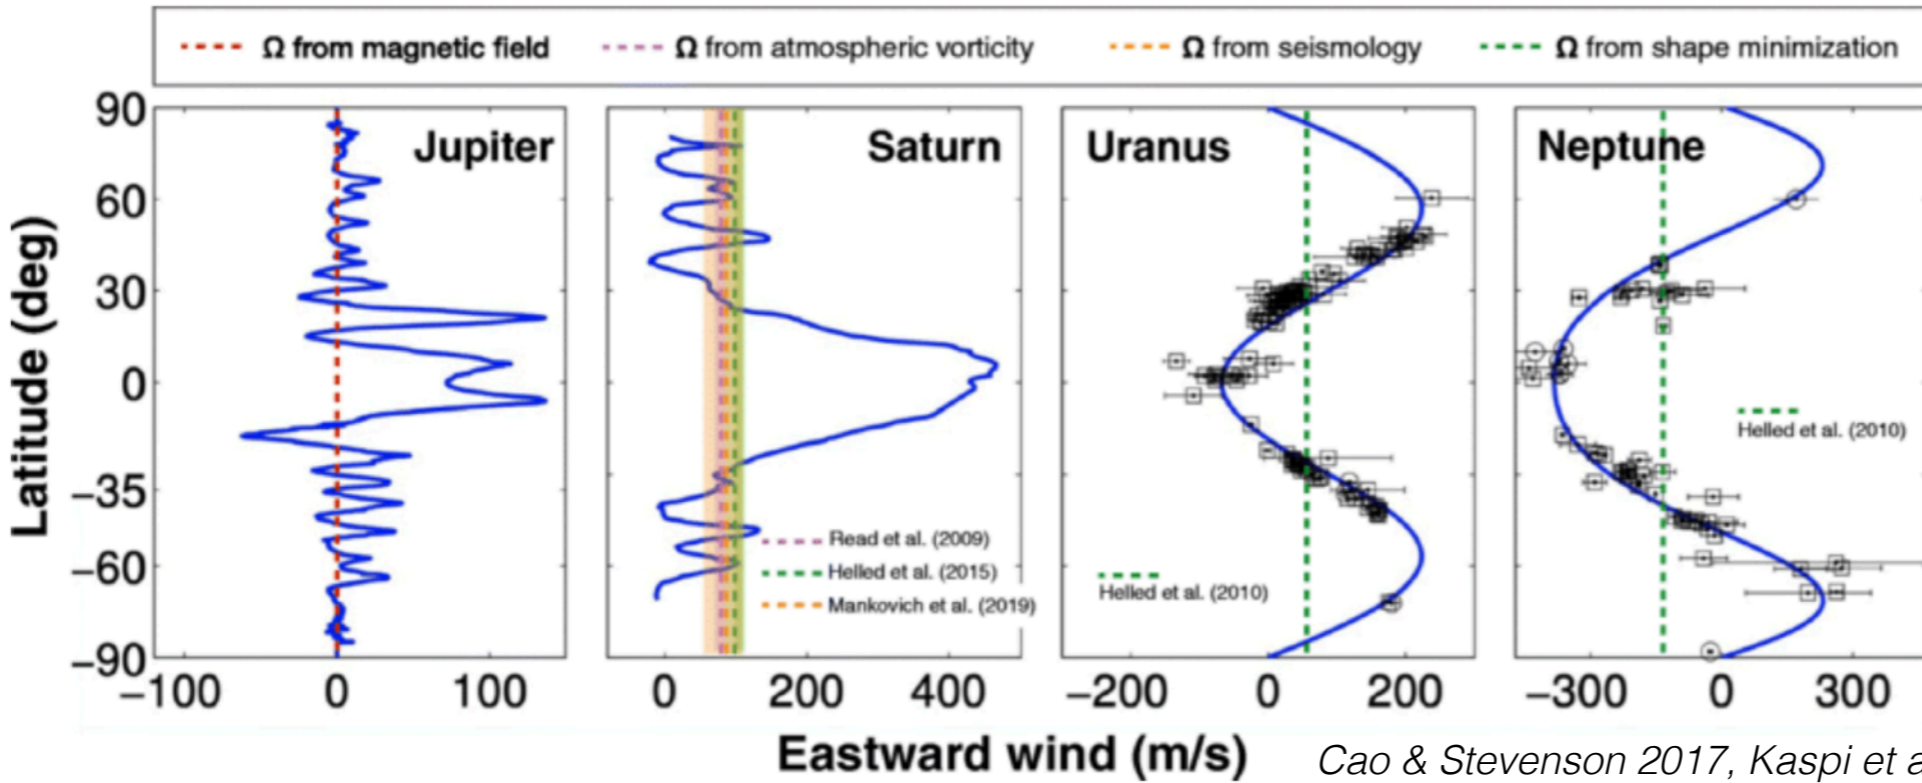 Ω from magnetic field
Ω from atmospheric vorticity
Ω from seismology
Ω from shape minimization
Latitude (deg)
90
60
30
0
−35
−60
−90
Jupiter
−100 0 100
Saturn
Read et al. (2009)
Helled et al. (2015)
Mankovich et al. (2019)
0 200 400
Uranus
Helled et al. (2010)
−200 0 200
Neptune
Helled et al. (2010)
−300 0 300
Eastward wind (m/s)
Cao & Stevenson 2017, Kaspi et a